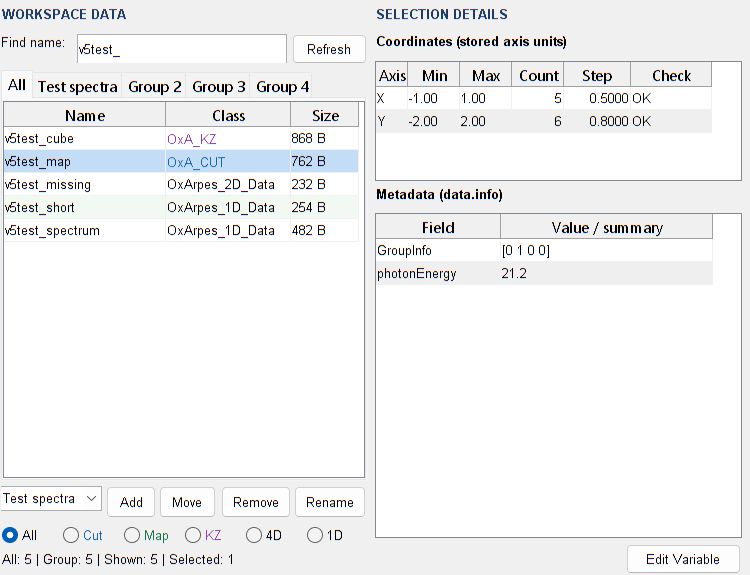 WORKSPACE DATA
Find name: v5test_ Refresh
All Test spectra Group 2 Group 3 Group 4
Name Class Size
v5test_cube OxA_KZ 868 B
v5test_map OxA_CUT 762 B
v5test_missing OxArpes_2D_Data 232 B
v5test_short OxArpes_1D_Data 254 B
v5test_spectrum OxArpes_1D_Data 482 B
Test spectra Add Move Remove Rename
All Cut Map KZ 4D 1D
All: 5 | Group: 5 | Shown: 5 | Selected: 1
SELECTION DETAILS
Coordinates (stored axis units)
Axis Min Max Count Step Check
X -1.00 1.00 5 0.5000 OK
Y -2.00 2.00 6 0.8000 OK
Metadata (data.info)
Field Value / summary
GroupInfo [0 1 0 0]
photonEnergy 21.2
Edit Variable